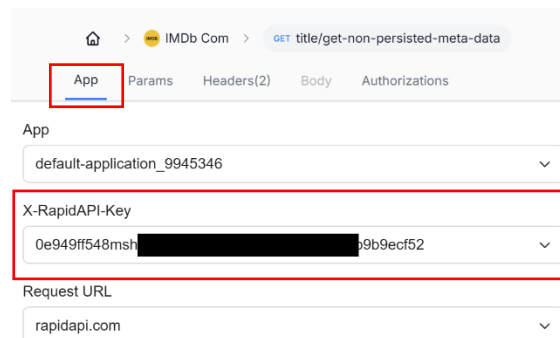 > IMDb Com > GET title/get-non-persisted-meta-data
App Params Headers(2) Body Authorizations
App
default-application_9945346
X-RapidAPI-Key
0e949ff548msh b9b9ecf52
Request URL
rapidapi.com